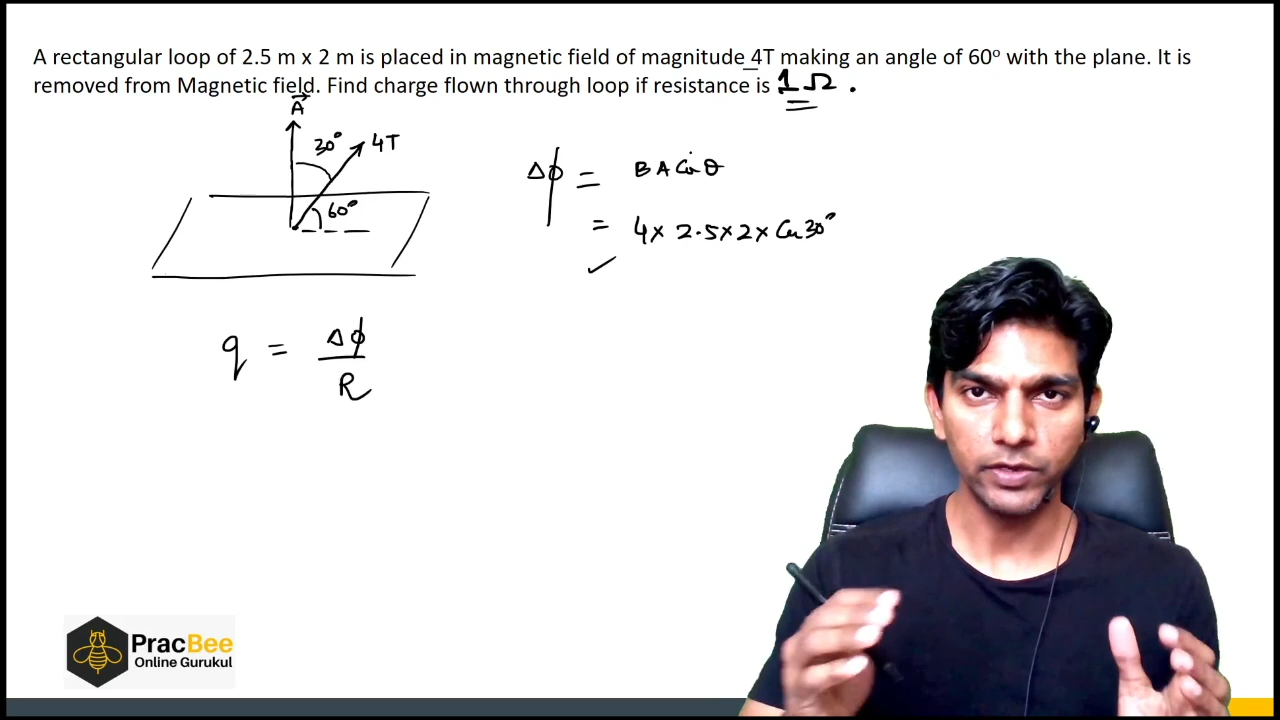 A rectangular loop of 2.5 m x 2 m is placed in magnetic field of magnitude 4T making an angle of 60° with the plane. It is
removed from Magnetic field. Find charge flown through loop if resistance is 1Ω.
A⃗
30° 4T
60°
Δϕ = BA Cos θ
= 4 x 2.5 x 2 x Cos 30°
q = Δϕ / R
PracBee
Online Gurukul